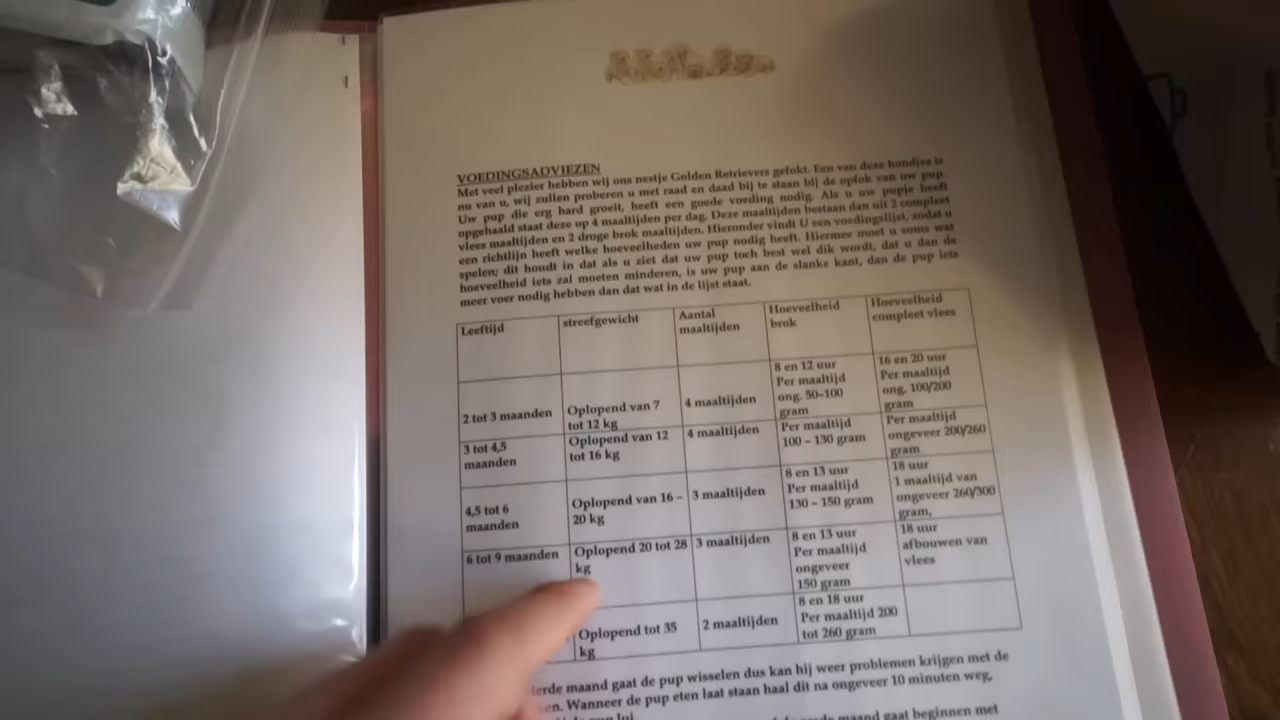 VOEDINGSADVIEZEN
Met veel plezier hebben wij ons nestje Golden Retrievers gefokt. Een van deze hondjes is
nu van u, wij zullen proberen u met raad en daad bij te staan bij de opfok van uw pup.
Uw pup die erg hard groeit, heeft een goede voeding nodig. Als u uw pupje heeft
opgehaald staat deze op 4 maaltijden per dag. Deze maaltijden bestaan dan uit 2 compleet
vlees maaltijden en 2 droge brok maaltijden. Hieronder vindt U een voedingslijst, zodat u
een richtlijn heeft welke hoeveelheden uw pup nodig heeft. Hiermee moet u soms wat
spelen; dit houdt in dat als u ziet dat uw pup toch best wel dik wordt, dat u dan de
hoeveelheid iets zal moeten minderen, is uw pup aan de slanke kant, dan de pup iets
meer voer nodig hebben dan dat wat in de lijst staat.
Leeftijd
streefgewicht
Aantal
maaltijden
Hoeveelheid
brok
Hoeveelheid
compleet vlees
2 tot 3 maanden
Oplopend van 7
tot 12 kg
4 maaltijden
8 en 12 uur
Per maaltijd
ong. 50–100
gram
16 en 20 uur
Per maaltijd
ong. 100/200
gram
3 tot 4,5
maanden
Oplopend van 12
tot 16 kg
4 maaltijden
Per maaltijd
100 – 130 gram
Per maaltijd
ongeveer 200/260
gram
4,5 tot 6
maanden
Oplopend van 16 –
20 kg
3 maaltijden
8 en 13 uur
Per maaltijd
130 – 150 gram
18 uur
1 maaltijd van
ongeveer 260/300
gram,
6 tot 9 maanden
Oplopend 20 tot 28
kg
3 maaltijden
8 en 13 uur
Per maaltijd
ongeveer
150 gram
18 uur
afbouwen van
vlees
Oplopend tot 35
kg
2 maaltijden
8 en 18 uur
Per maaltijd 200
tot 260 gram
maand gaat de pup wisselen dus kan hij weer problemen krijgen met de
Wanneer de pup eten laat staan haal dit na ongeveer 10 minuten weg,
maand gaat beginnen met